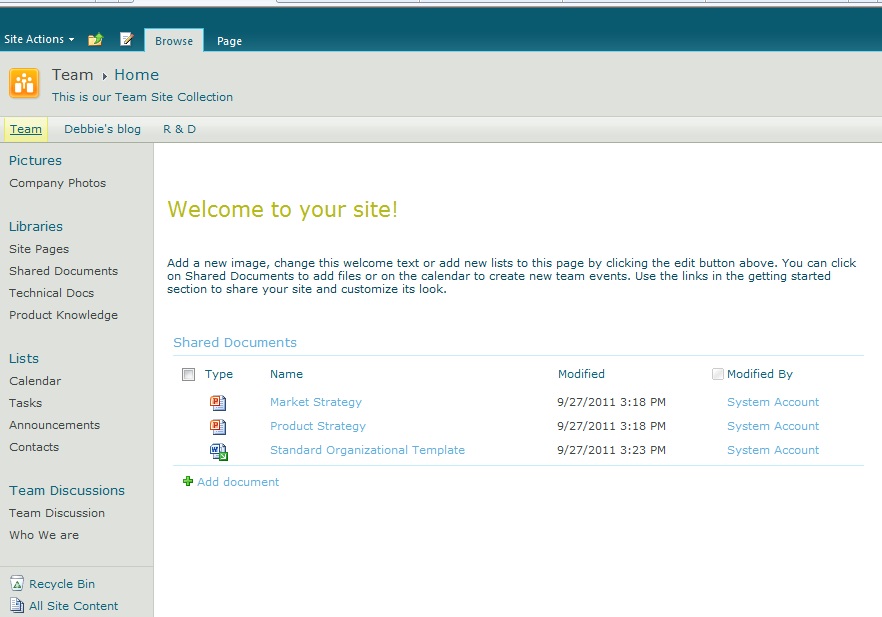 Site Actions Browse Page
Team Home
This is our Team Site Collection
Team Debbie's blog R & D
Pictures
Company Photos
Libraries
Site Pages
Shared Documents
Technical Docs
Product Knowledge
Lists
Calendar
Tasks
Announcements
Contacts
Team Discussions
Team Discussion
Who We are
Recycle Bin
All Site Content
Welcome to your site!
Add a new image, change this welcome text or add new lists to this page by clicking the edit button above. You can click
on Shared Documents to add files or on the calendar to create new team events. Use the links in the getting started
section to share your site and customize its look.
Shared Documents
Type Name Modified Modified By
Market Strategy 9/27/2011 3:18 PM System Account
Product Strategy 9/27/2011 3:18 PM System Account
Standard Organizational Template 9/27/2011 3:23 PM System Account
Add document